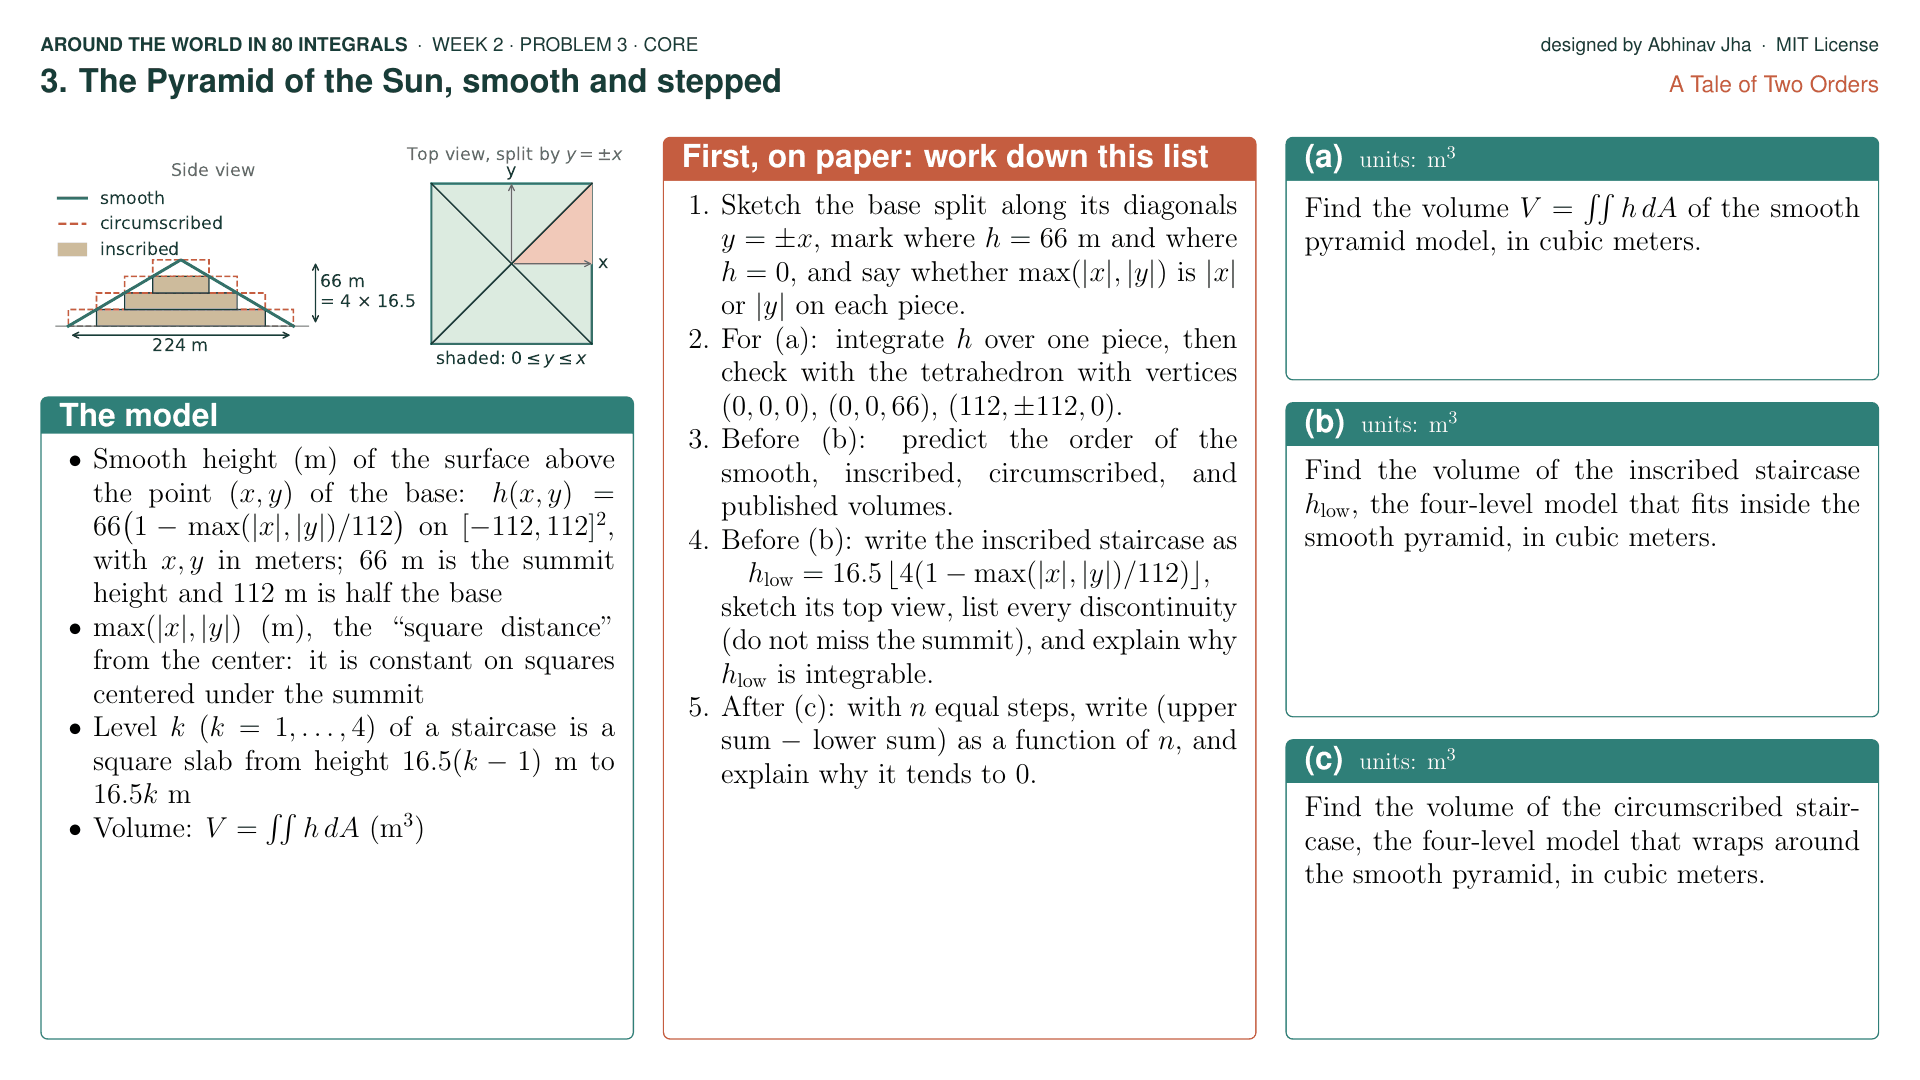 AROUND THE WORLD IN 80 INTEGRALS · WEEK 2 · PROBLEM 3 · CORE
designed by Abhinav Jha · MIT License
3. The Pyramid of the Sun, smooth and stepped
A Tale of Two Orders
Side view
smooth
circumscribed
inscribed
66 m
= 4 × 16.5
224 m
Top view, split by y = ±x
y
x
shaded: 0 ≤ y ≤ x
The model
• Smooth height (m) of the surface above
the point (x, y) of the base: h(x, y) =
66(1 − max(|x|, |y|)/112) on [−112, 112]²,
with x, y in meters; 66 m is the summit
height and 112 m is half the base
• max(|x|, |y|) (m), the “square distance”
from the center: it is constant on squares
centered under the summit
• Level k (k = 1, . . . , 4) of a staircase is a
square slab from height 16.5(k − 1) m to
16.5k m
• Volume: V = ∬ h dA (m³)
First, on paper: work down this list
1. Sketch the base split along its diagonals
y = ±x, mark where h = 66 m and where
h = 0, and say whether max(|x|, |y|) is |x|
or |y| on each piece.
2. For (a): integrate h over one piece, then
check with the tetrahedron with vertices
(0, 0, 0), (0, 0, 66), (112, ±112, 0).
3. Before (b): predict the order of the
smooth, inscribed, circumscribed, and
published volumes.
4. Before (b): write the inscribed staircase as
h_low = 16.5 ⌊4(1 − max(|x|, |y|)/112)⌋,
sketch its top view, list every discontinuity
(do not miss the summit), and explain why
h_low is integrable.
5. After (c): with n equal steps, write (upper
sum − lower sum) as a function of n, and
explain why it tends to 0.
(a) units: m³
Find the volume V = ∬ h dA of the smooth
pyramid model, in cubic meters.
(b) units: m³
Find the volume of the inscribed staircase
h_low, the four-level model that fits inside the
smooth pyramid, in cubic meters.
(c) units: m³
Find the volume of the circumscribed stair-
case, the four-level model that wraps around
the smooth pyramid, in cubic meters.